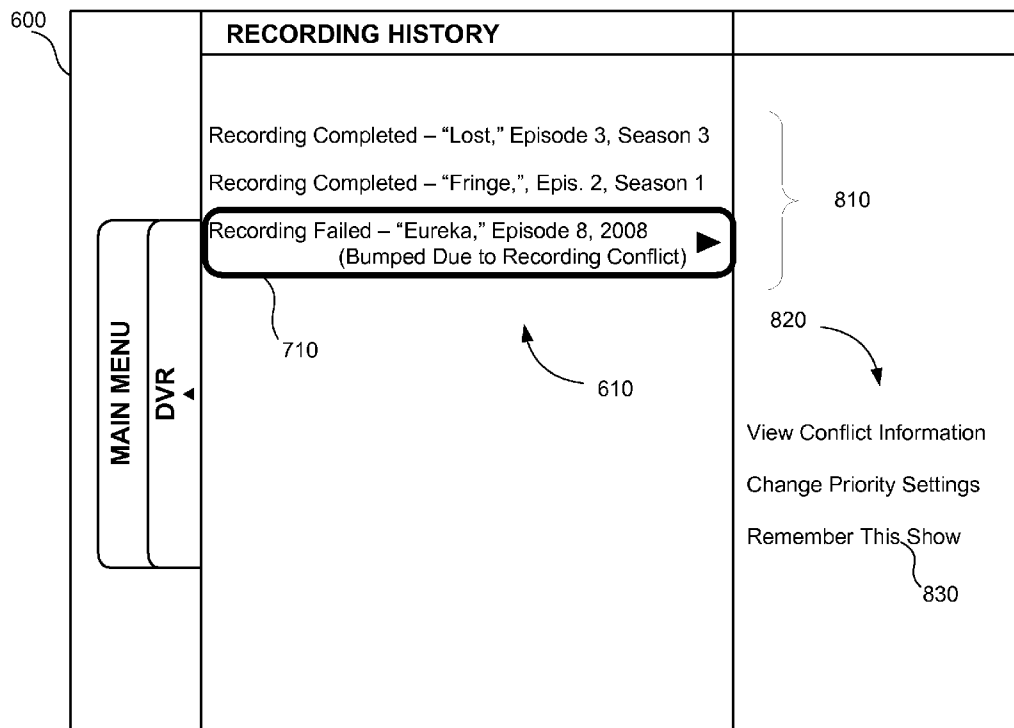 600
RECORDING HISTORY
Recording Completed – “Lost,” Episode 3, Season 3
Recording Completed – “Fringe,”, Epis. 2, Season 1
810
Recording Failed – “Eureka,” Episode 8, 2008
(Bumped Due to Recording Conflict)
710
610
820
MAIN MENU
DVR
View Conflict Information
Change Priority Settings
Remember This Show
830